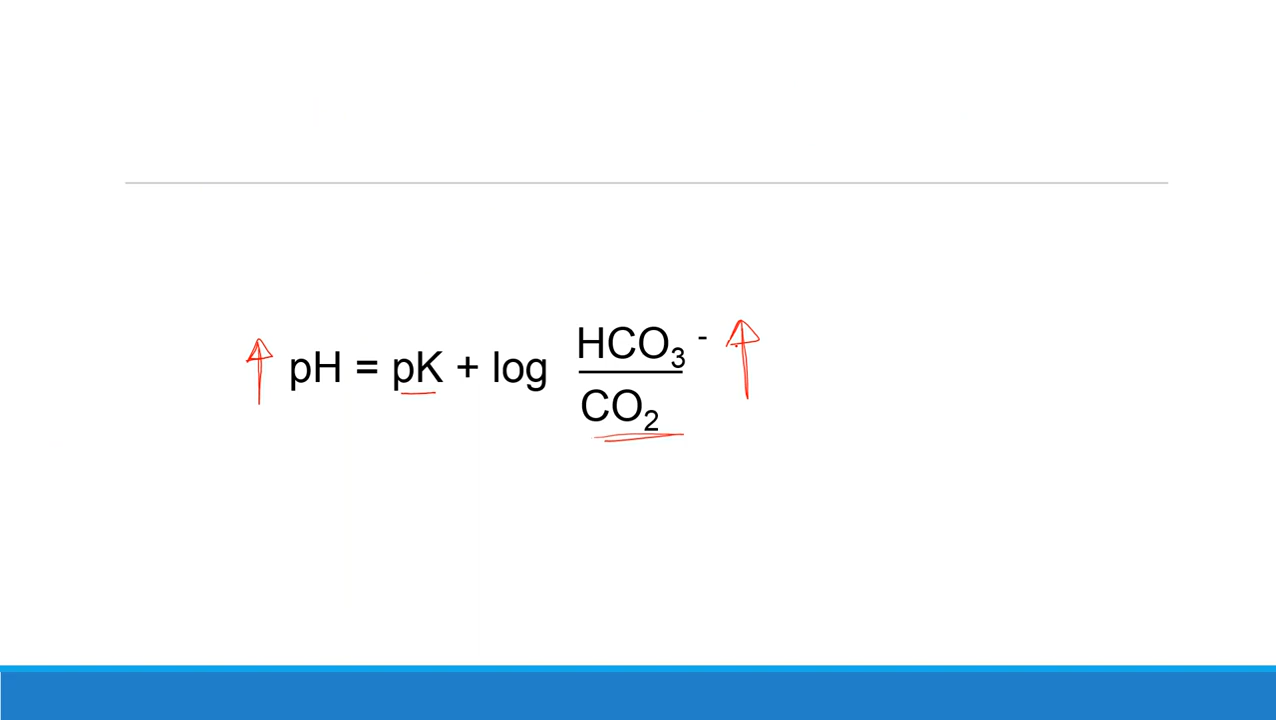 pH = pK + log HCO₃⁻
CO₂